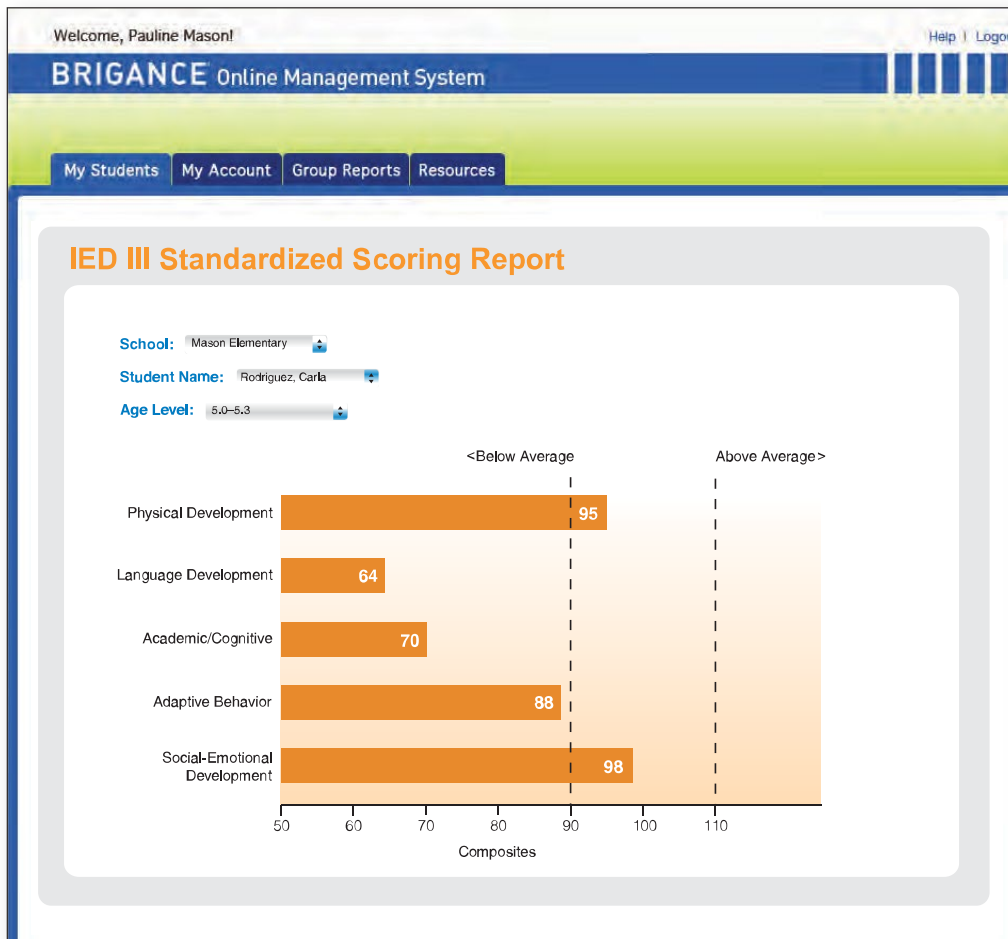 Welcome, Pauline Mason!
Help | Logou
BRIGANCE Online Management System
My Students My Account Group Reports Resources
IED III Standardized Scoring Report
School: Mason Elementary
Student Name: Rodriguez, Carla
Age Level: 5.0–5.3
<Below Average Above Average>
Physical Development 95
Language Development 64
Academic/Cognitive 70
Adaptive Behavior 88
Social-Emotional
Development 98
50 60 70 80 90 100 110
Composites